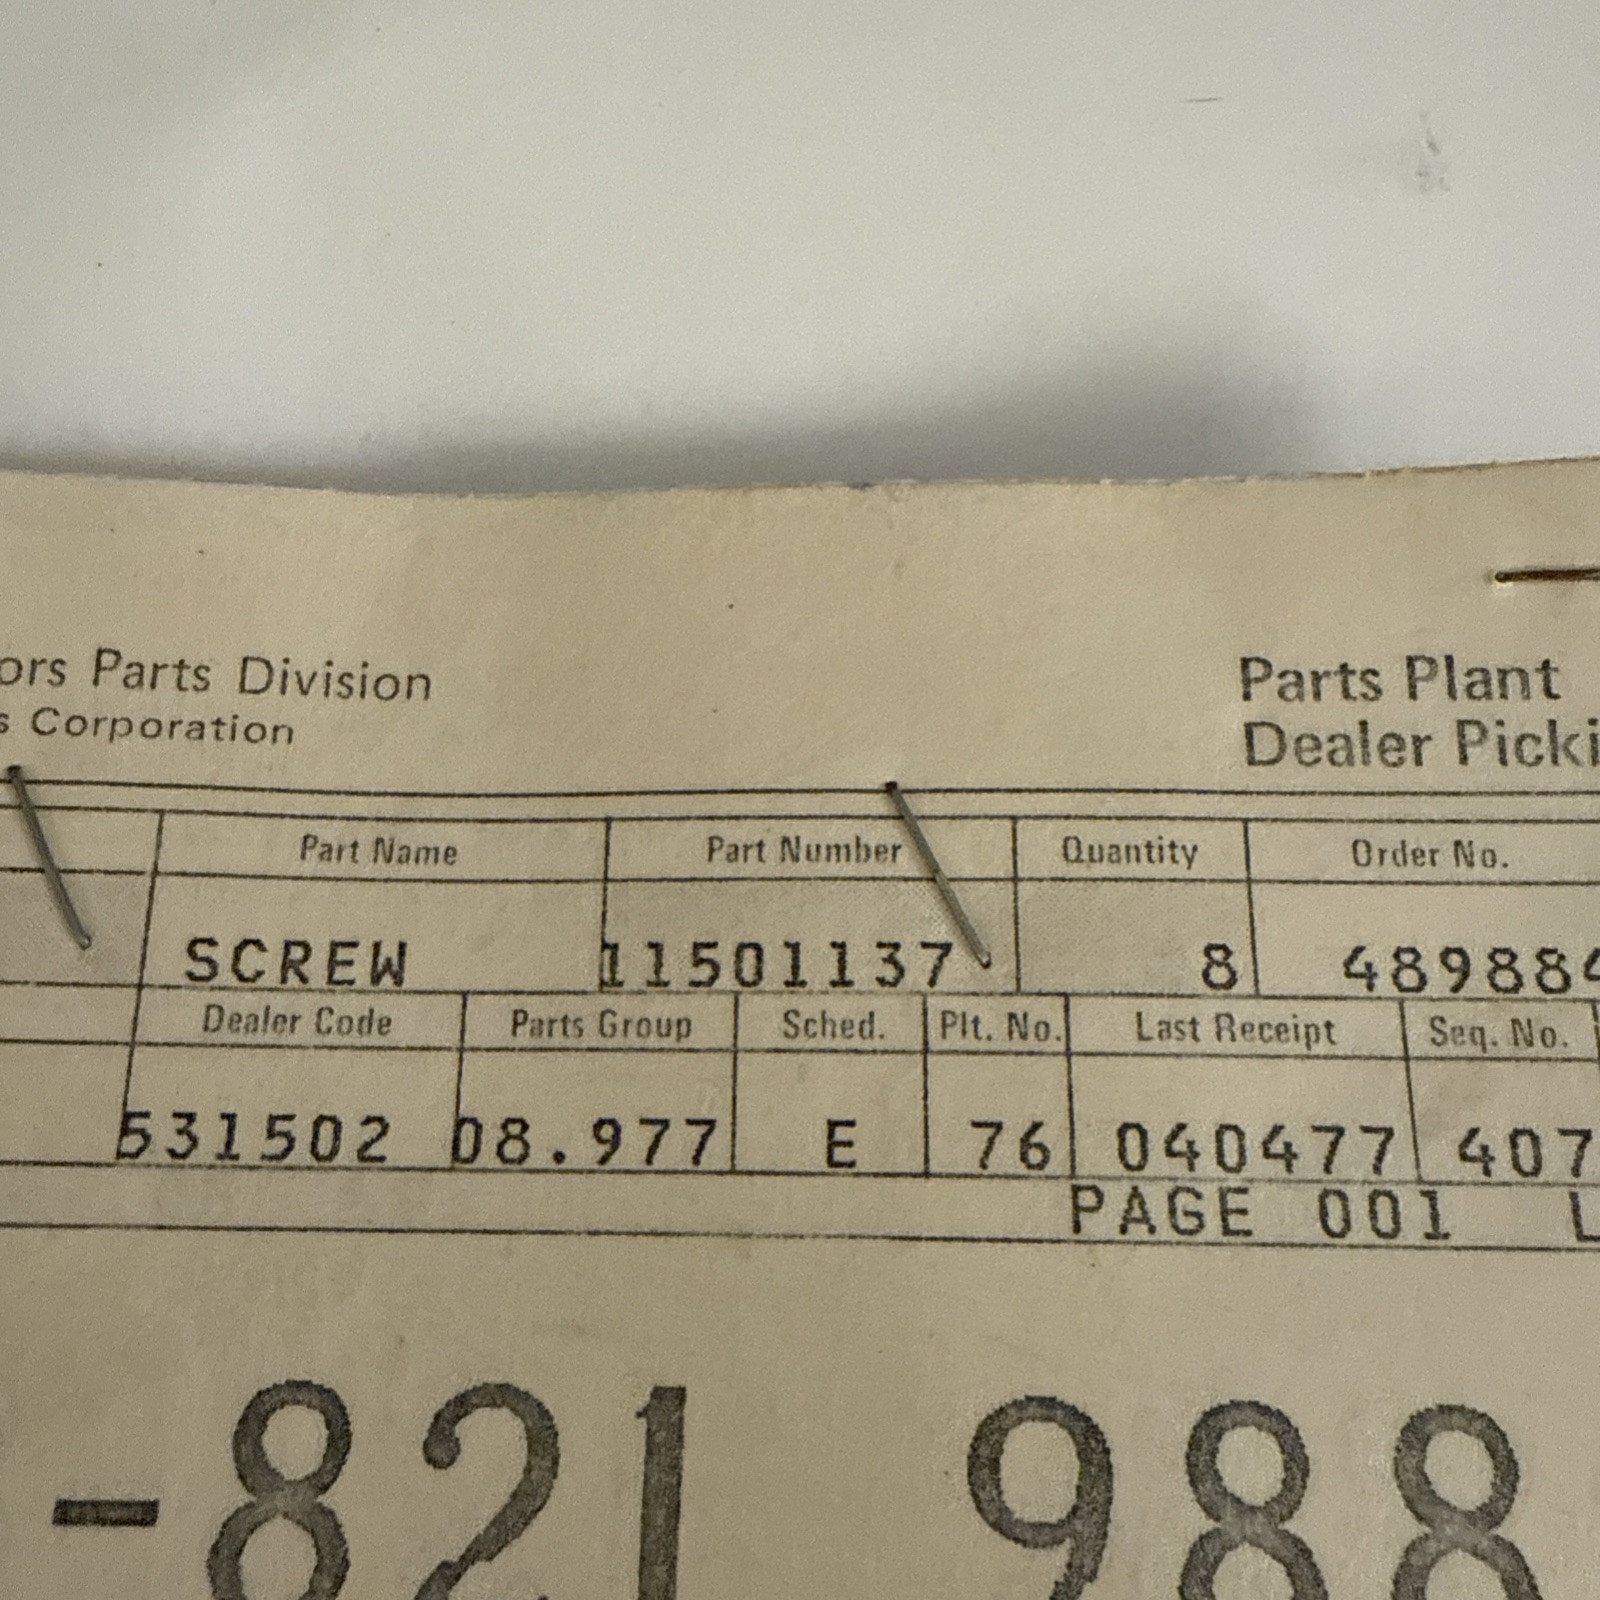 ors Parts Division
s Corporation
Parts Plant
Dealer Picki
Part Name Part Number Quantity Order No.
SCREW 11501137 8 489884
Dealer Code Parts Group Sched. Plt. No. Last Receipt Seq. No.
531502 08.977 E 76 040477 407
PAGE 001 L
-821 988